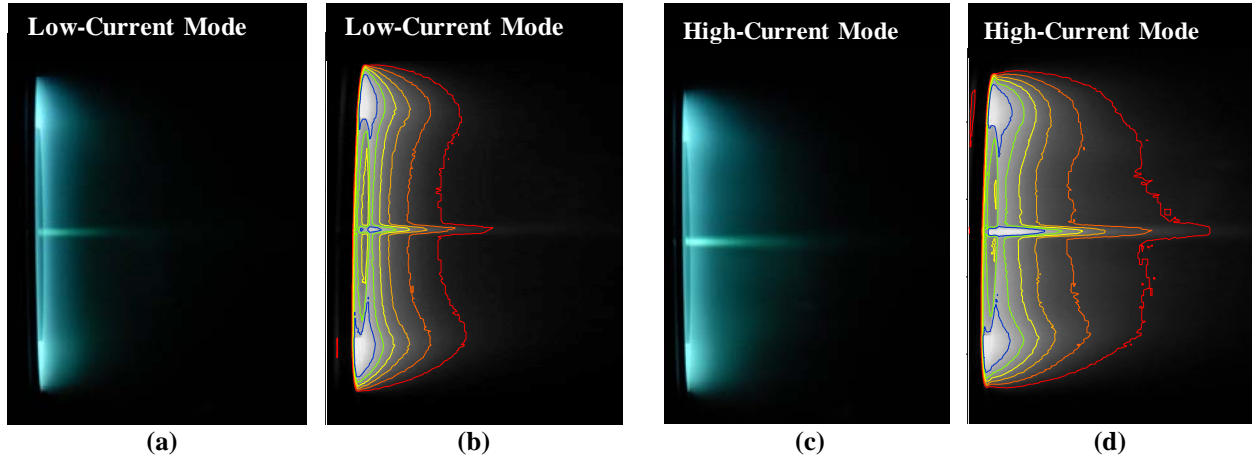 Low-Current Mode
Low-Current Mode
High-Current Mode
High-Current Mode
(a)
(b)
(c)
(d)